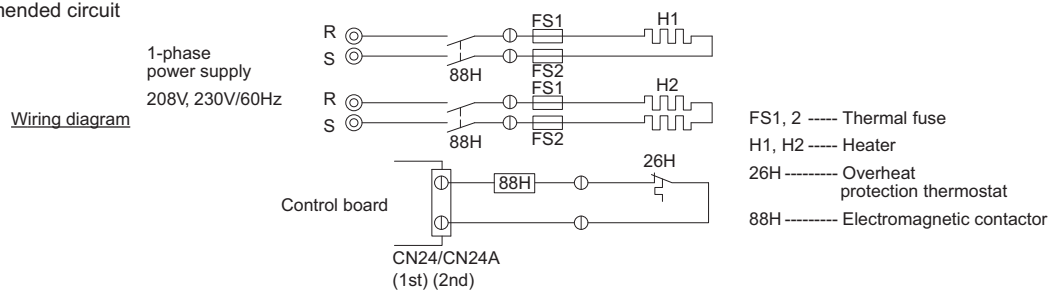 circuit
1-phase
power supply
208V, 230V/60Hz
Wiring diagram
R
S
88H
FS1
FS2
H1
R
S
88H
FS1
FS2
H2
Control board
88H
26H
CN24/CN24A
(1st) (2nd)
FS1, 2 ----- Thermal fuse
H1, H2 ----- Heater
26H --------- Overheat
protection thermostat
88H --------- Electromagnetic contactor